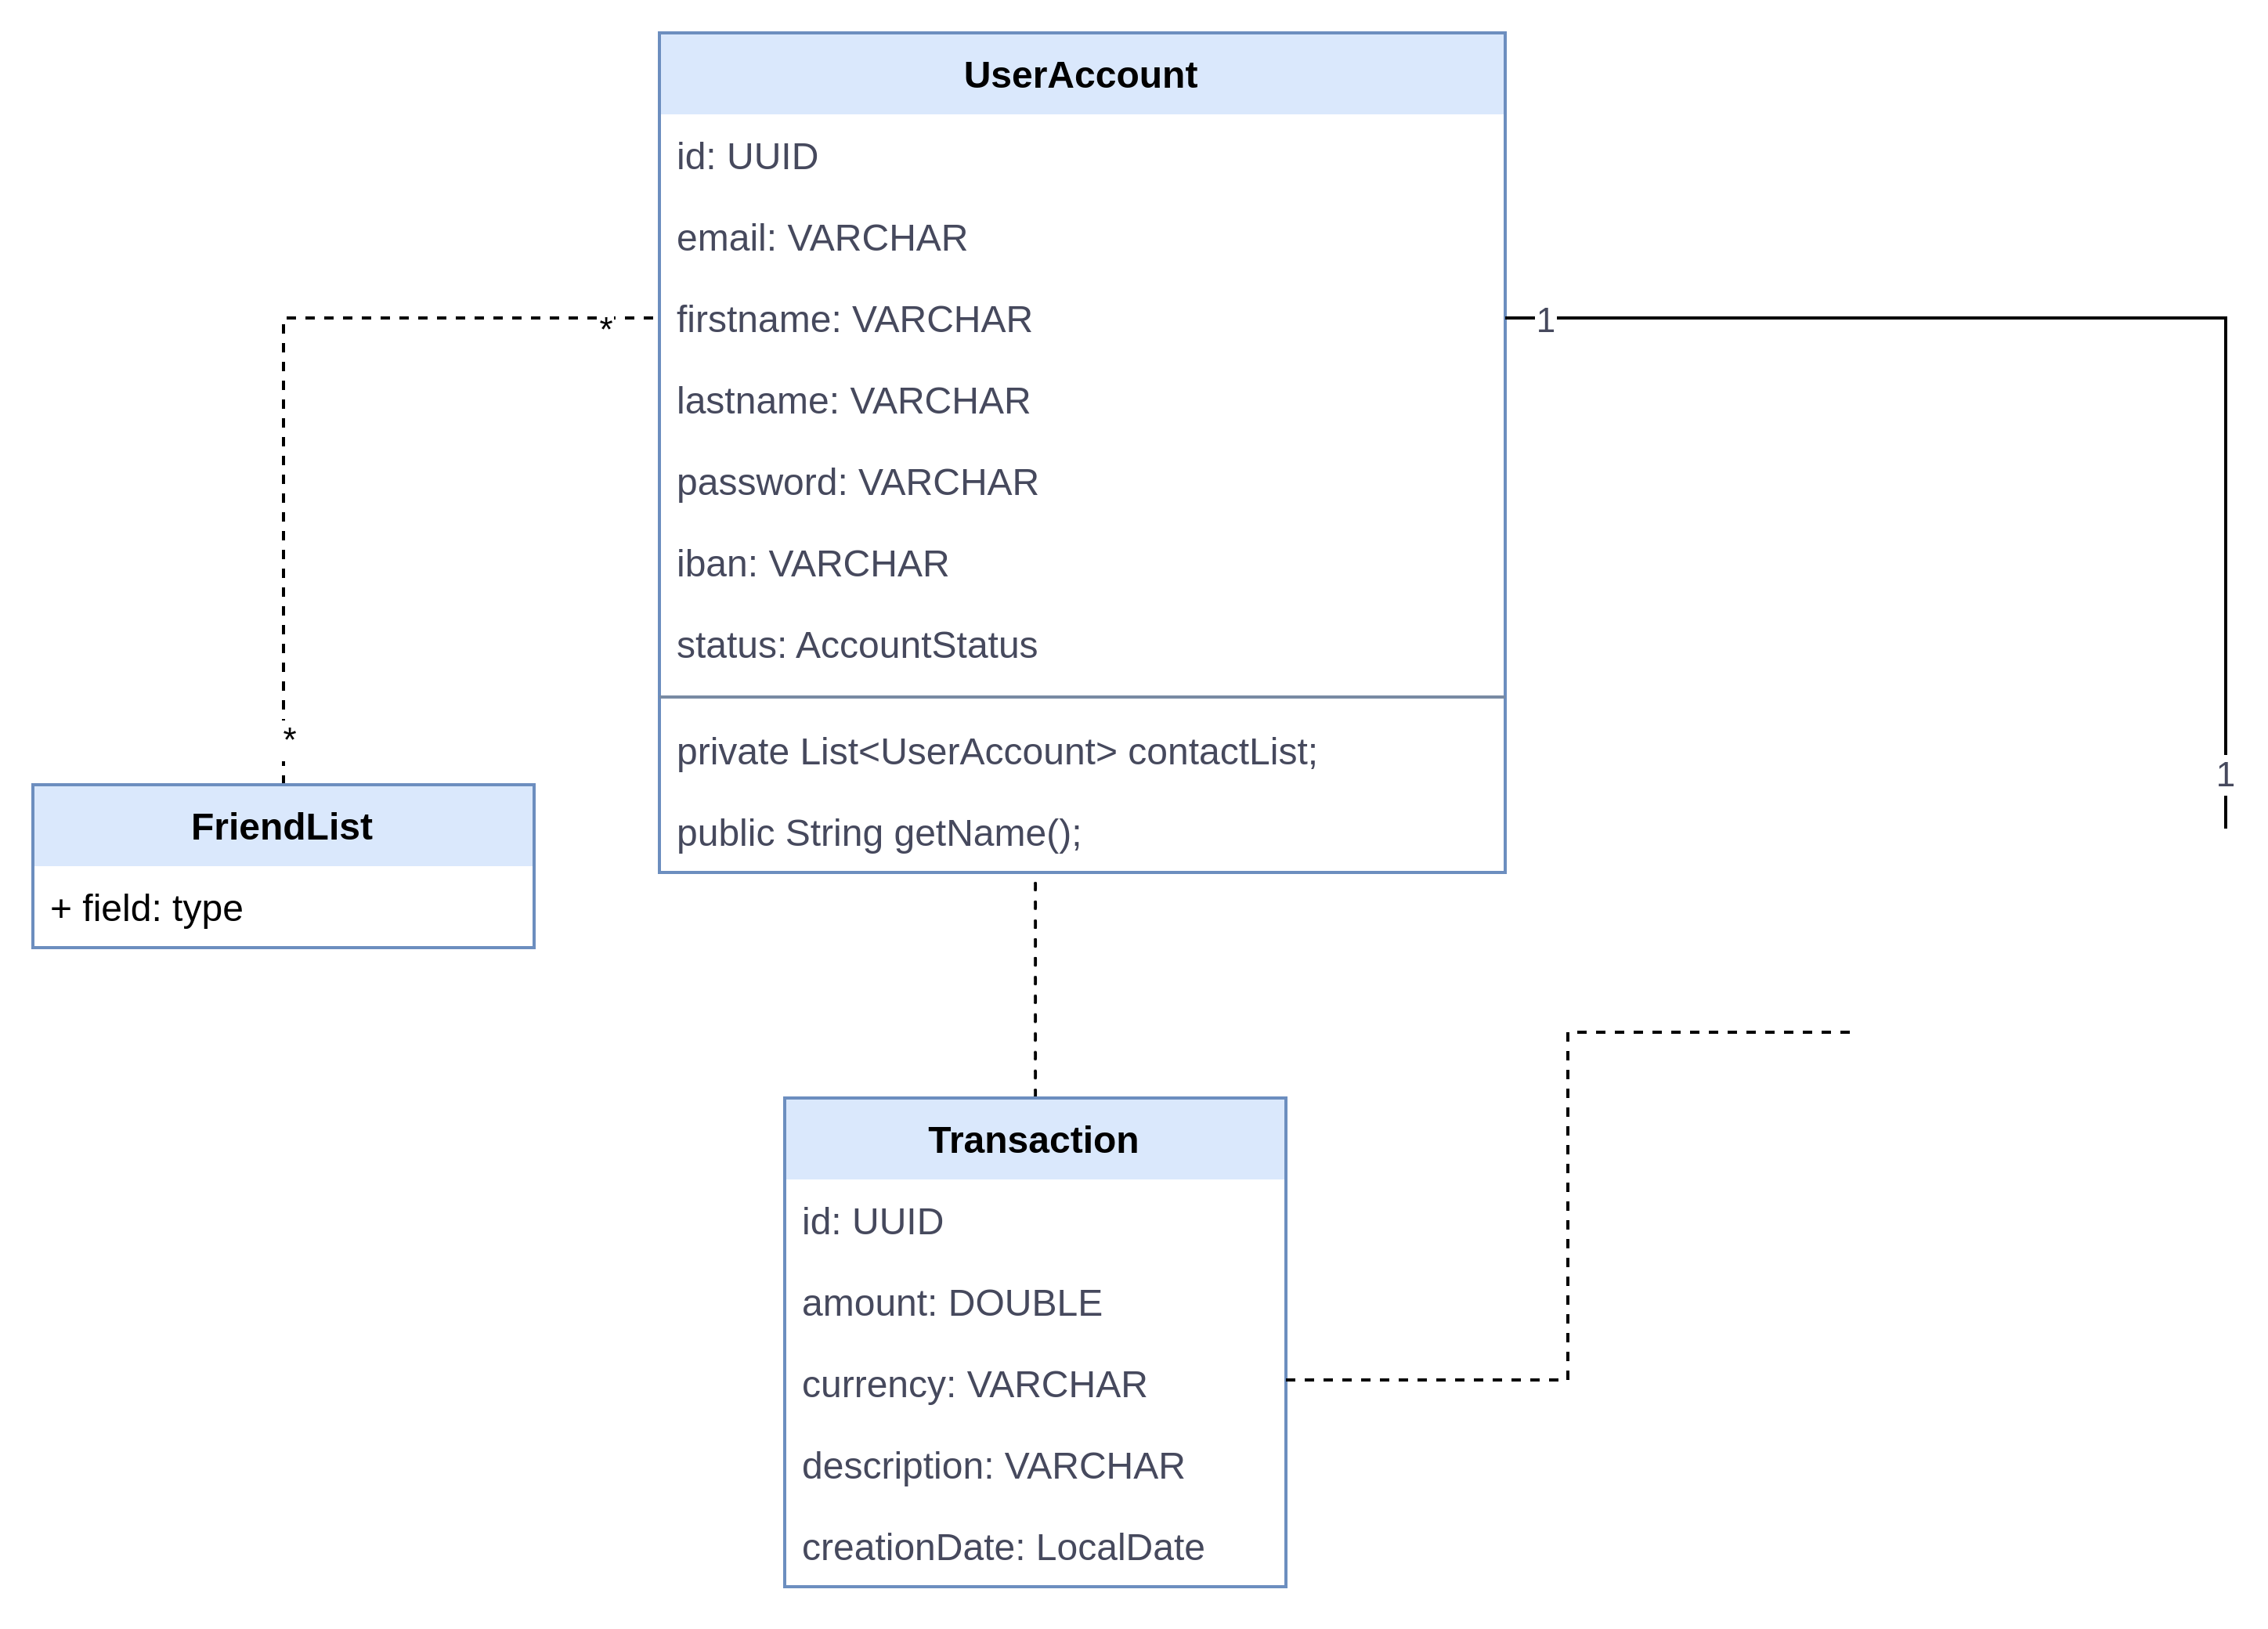 UserAccount
id: UUID
email: VARCHAR
firstname: VARCHAR
lastname: VARCHAR
password: VARCHAR
iban: VARCHAR
status: AccountStatus
private List<UserAccount> contactList;
public String getName();
*
*
1
1
FriendList
+ field: type
Transaction
id: UUID
amount: DOUBLE
currency: VARCHAR
description: VARCHAR
creationDate: LocalDate